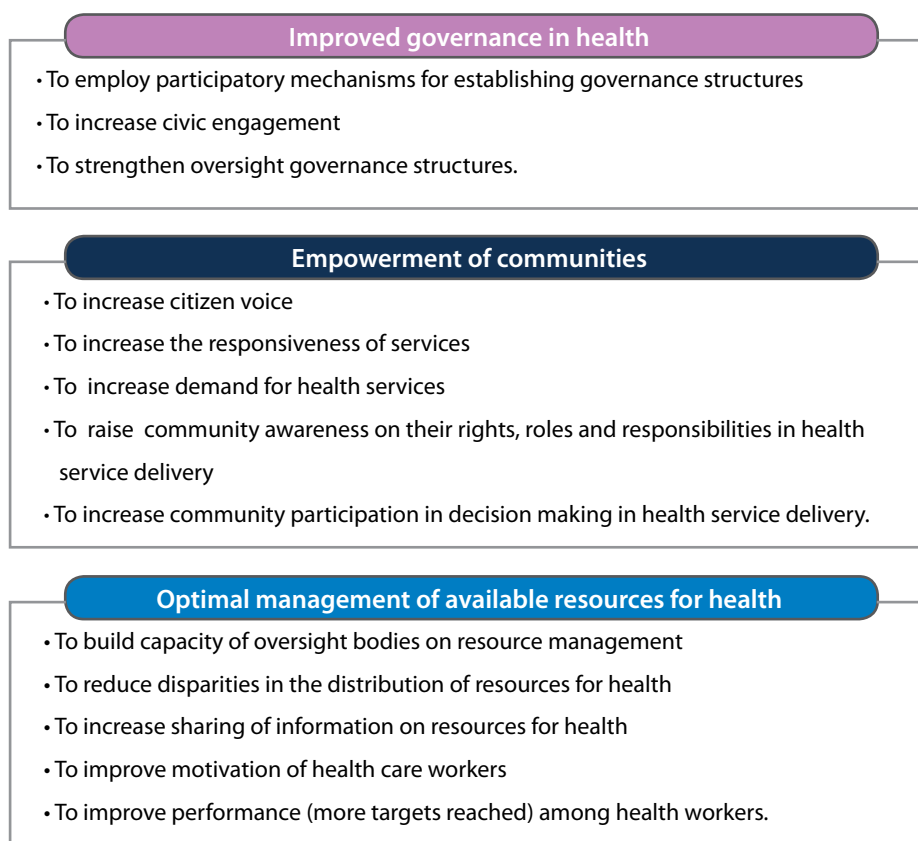 Improved governance in health
• To employ participatory mechanisms for establishing governance structures
• To increase civic engagement
• To strengthen oversight governance structures.
Empowerment of communities
• To increase citizen voice
• To increase the responsiveness of services
• To increase demand for health services
• To raise community awareness on their rights, roles and responsibilities in health
service delivery
• To increase community participation in decision making in health service delivery.
Optimal management of available resources for health
• To build capacity of oversight bodies on resource management
• To reduce disparities in the distribution of resources for health
• To increase sharing of information on resources for health
• To improve motivation of health care workers
• To improve performance (more targets reached) among health workers.